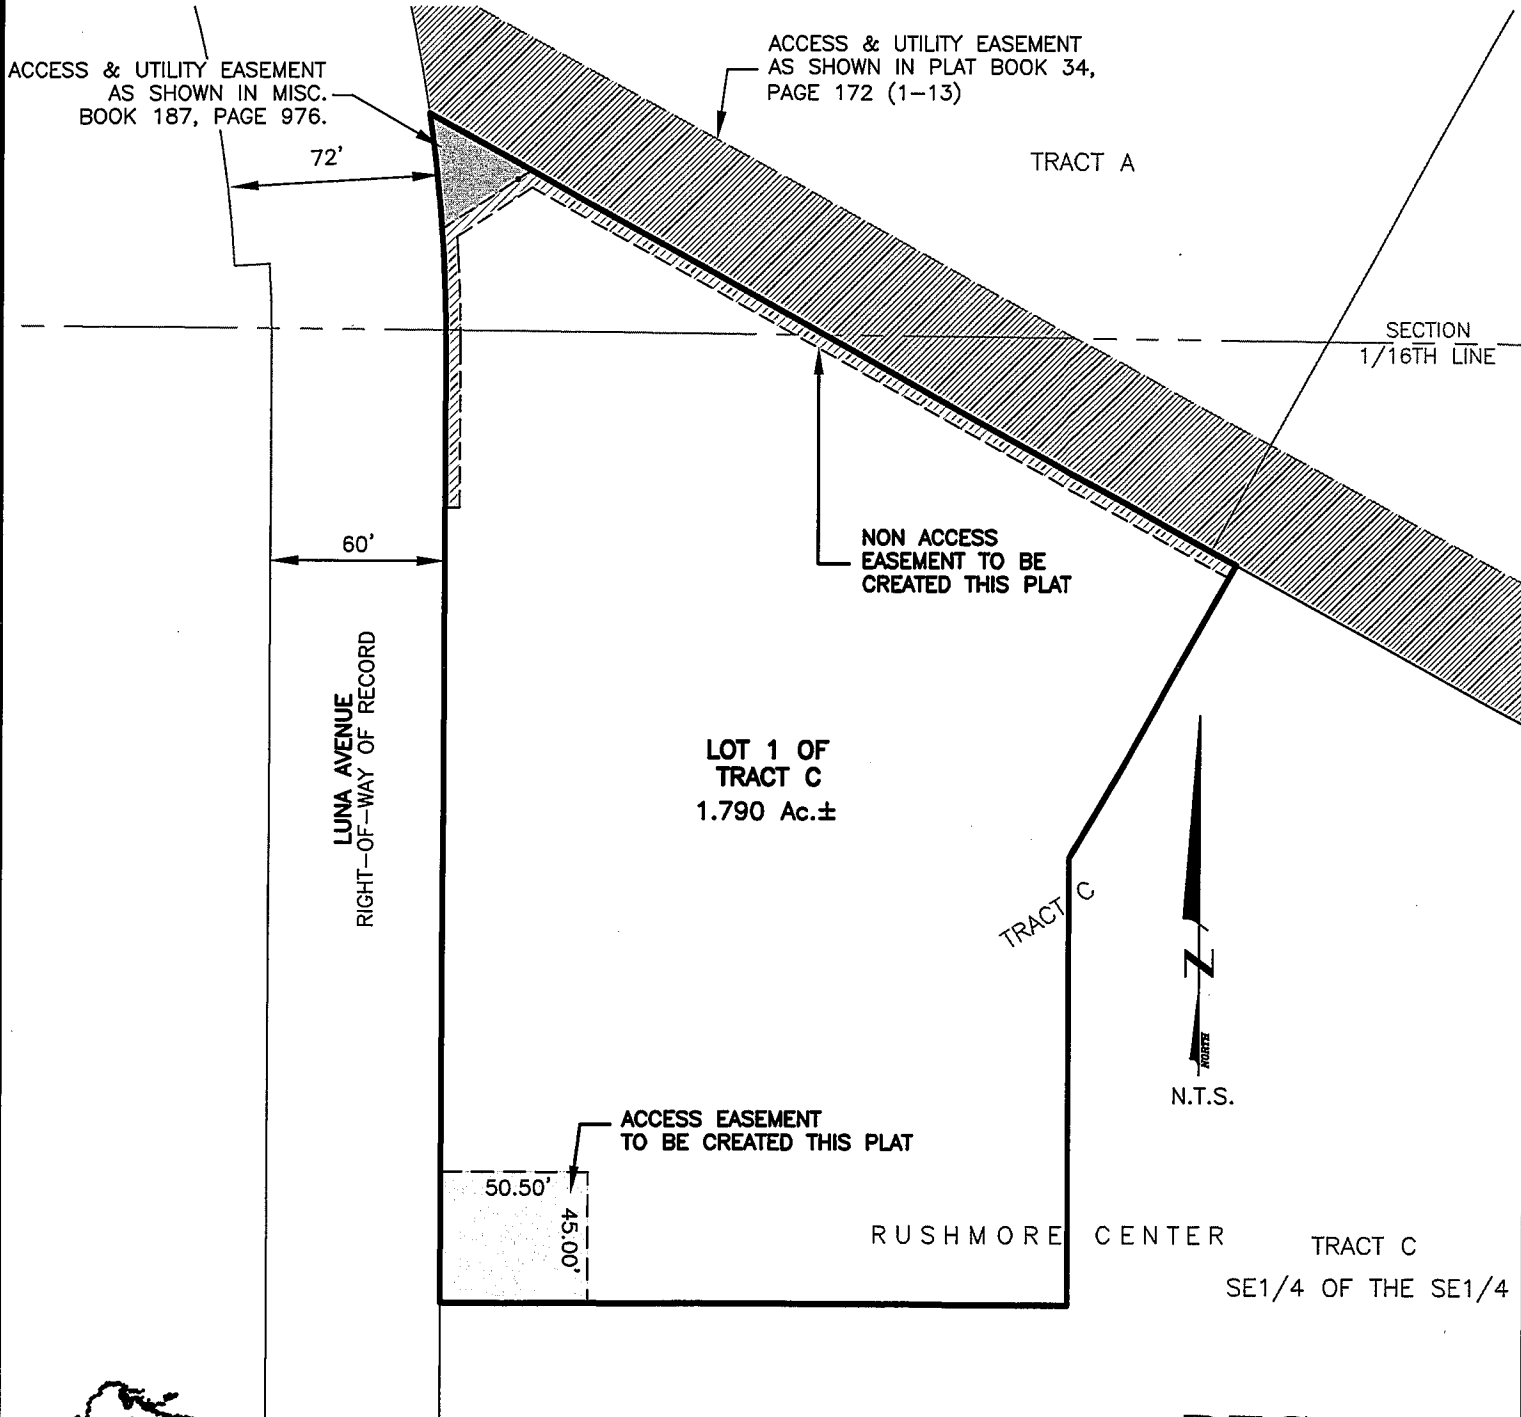 ACCESS & UTILITY EASEMENT
AS SHOWN IN MISC.
BOOK 187, PAGE 976.
ACCESS & UTILITY EASEMENT
AS SHOWN IN PLAT BOOK 34,
PAGE 172 (1-13)
72'
TRACT A
SECTION
1/16TH LINE
60'
NON ACCESS
EASEMENT TO BE
CREATED THIS PLAT
LUNA AVENUE
RIGHT-OF-WAY OF RECORD
LOT 1 OF
TRACT C
1.790 Ac.±
TRACT C
N
NORTH
N.T.S.
ACCESS EASEMENT
TO BE CREATED THIS PLAT
50.50'
45.00'
RUSHMORE CENTER
TRACT C
SE1/4 OF THE SE1/4